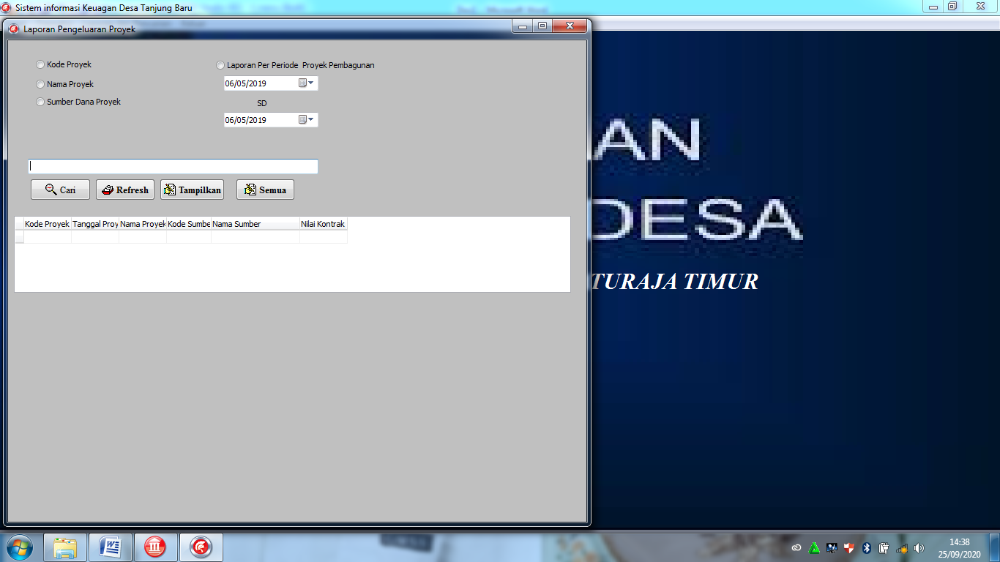 Sistem informasi Keuagan Desa Tanjung Baru
Laporan Pengeluaran Proyek
Kode Proyek
Nama Proyek
Sumber Dana Proyek
Laporan Per Periode Proyek Pembagunan
06/05/2019
SD
06/05/2019
Cari Refresh Tampilkan Semua
Kode Proyek Tanggal Proy Nama Proyek Kode Sumbe Nama Sumber Nilai Kontrak
AN
DESA
TURAJA TIMUR
14:38
25/09/2020